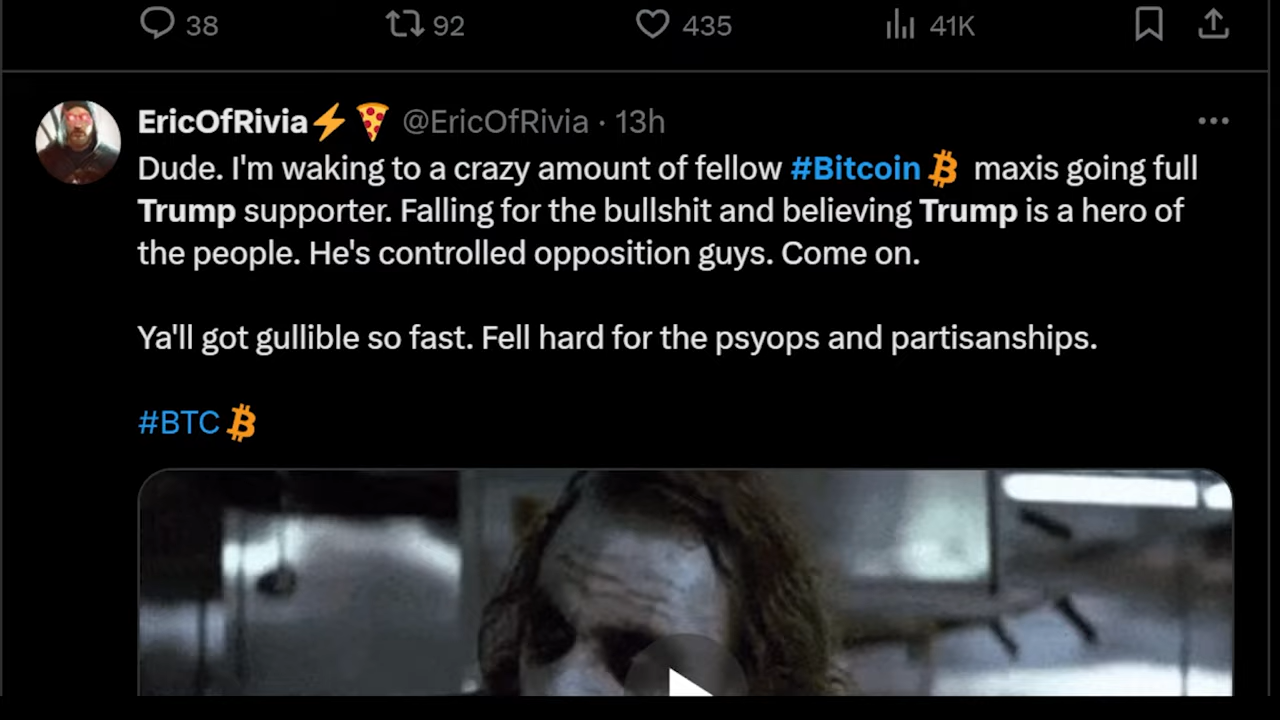 38 92 435 41K
EricOfRivia⚡🍕 @EricOfRivia · 13h
Dude. I'm waking to a crazy amount of fellow #Bitcoin maxis going full
Trump supporter. Falling for the bullshit and believing Trump is a hero of
the people. He's controlled opposition guys. Come on.
Ya'll got gullible so fast. Fell hard for the psyops and partisanships.
#BTC